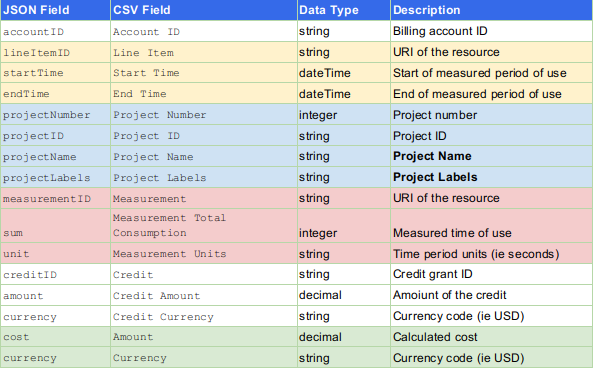 JSON Field CSV Field Data Type Description
accountID Account ID string Billing account ID
lineItemID Line Item string URI of the resource
startTime Start Time dateTime Start of measured period of use
endTime End Time dateTime End of measured period of use
projectNumber Project Number integer Project number
projectID Project ID string Project ID
projectName Project Name string Project Name
projectLabels Project Labels string Project Labels
measurementID Measurement string URI of the resource
Measurement Total
sum Consumption integer Measured time of use
unit Measurement Units string Time period units (ie seconds)
creditID Credit string Credit grant ID
amount Credit Amount decimal Amoiunt of the credit
currency Credit Currency string Currency code (ie USD)
cost Amount decimal Calculated cost
currency Currency string Currency code (ie USD)